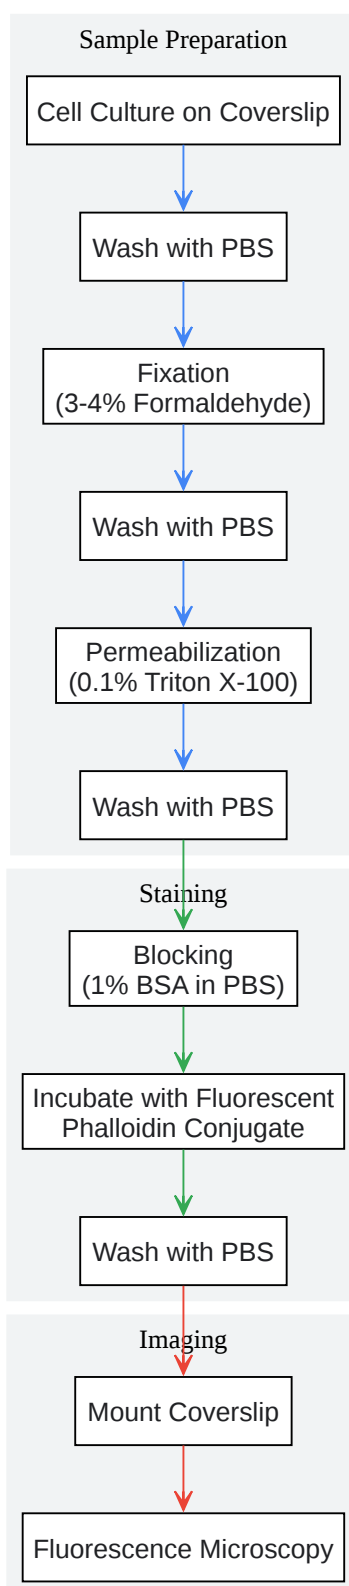 Sample Preparation
Cell Culture on Coverslip
Wash with PBS
Fixation
(3-4% Formaldehyde)
Wash with PBS
Permeabilization
(0.1% Triton X-100)
Wash with PBS
Staining
Blocking
(1% BSA in PBS)
Incubate with Fluorescent
Phalloidin Conjugate
Wash with PBS
Imaging
Mount Coverslip
Fluorescence Microscopy